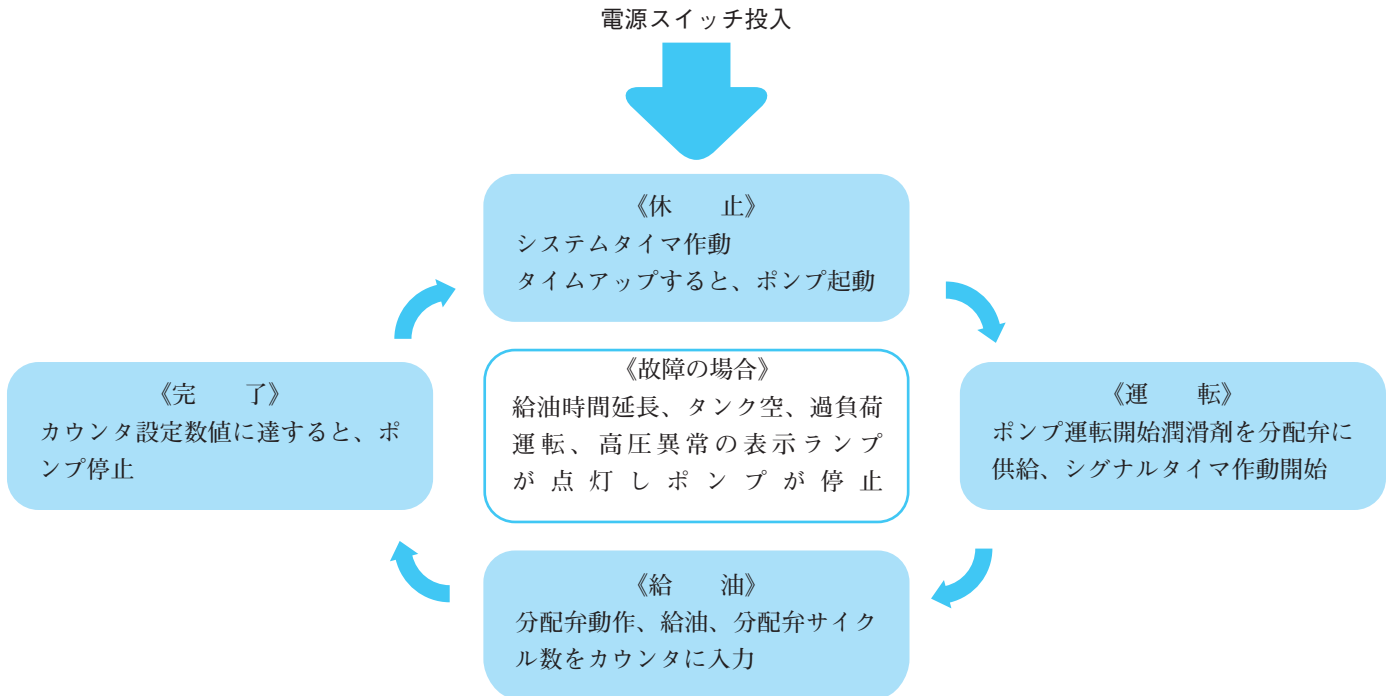 電源スイッチ投入
《休　　止》
システムタイマ作動
タイムアップすると、ポンプ起動
《故障の場合》
給油時間延長、タンク空、過負荷
運転、高圧異常の表示ランプ
が点灯しポンプが停止
《完　　了》
カウンタ設定数値に達すると、ポ
ンプ停止
《運　　転》
ポンプ運転開始潤滑剤を分配弁に
供給、シグナルタイマ作動開始
《給　　油》
分配弁動作、給油、分配弁サイク
ル数をカウンタに入力